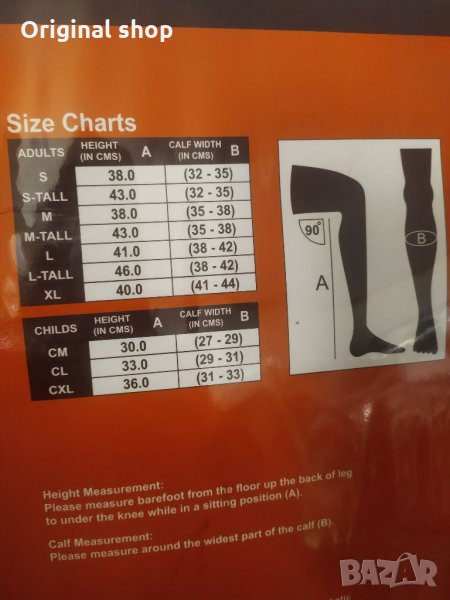 Original shop
Size Charts
ADULTS HEIGHT (IN CMS) A CALF WIDTH (IN CMS) B
S 38.0 (32 - 35)
S-TALL 43.0 (32 - 35)
M 38.0 (35 - 38)
M-TALL 43.0 (35 - 38)
L 41.0 (38 - 42)
L-TALL 46.0 (38 - 42)
XL 40.0 (41 - 44)
CHILDS HEIGHT (IN CMS) A CALF WIDTH (IN CMS) B
CM 30.0 (27 - 29)
CL 33.0 (29 - 31)
CXL 36.0 (31 - 33)
90°
A
B
Height Measurement:
Please measure barefoot from the floor up the back of leg
to under the knee while in a sitting position (A).
Calf Measurement:
Please measure around the widest part of the calf (B).
BAZAR